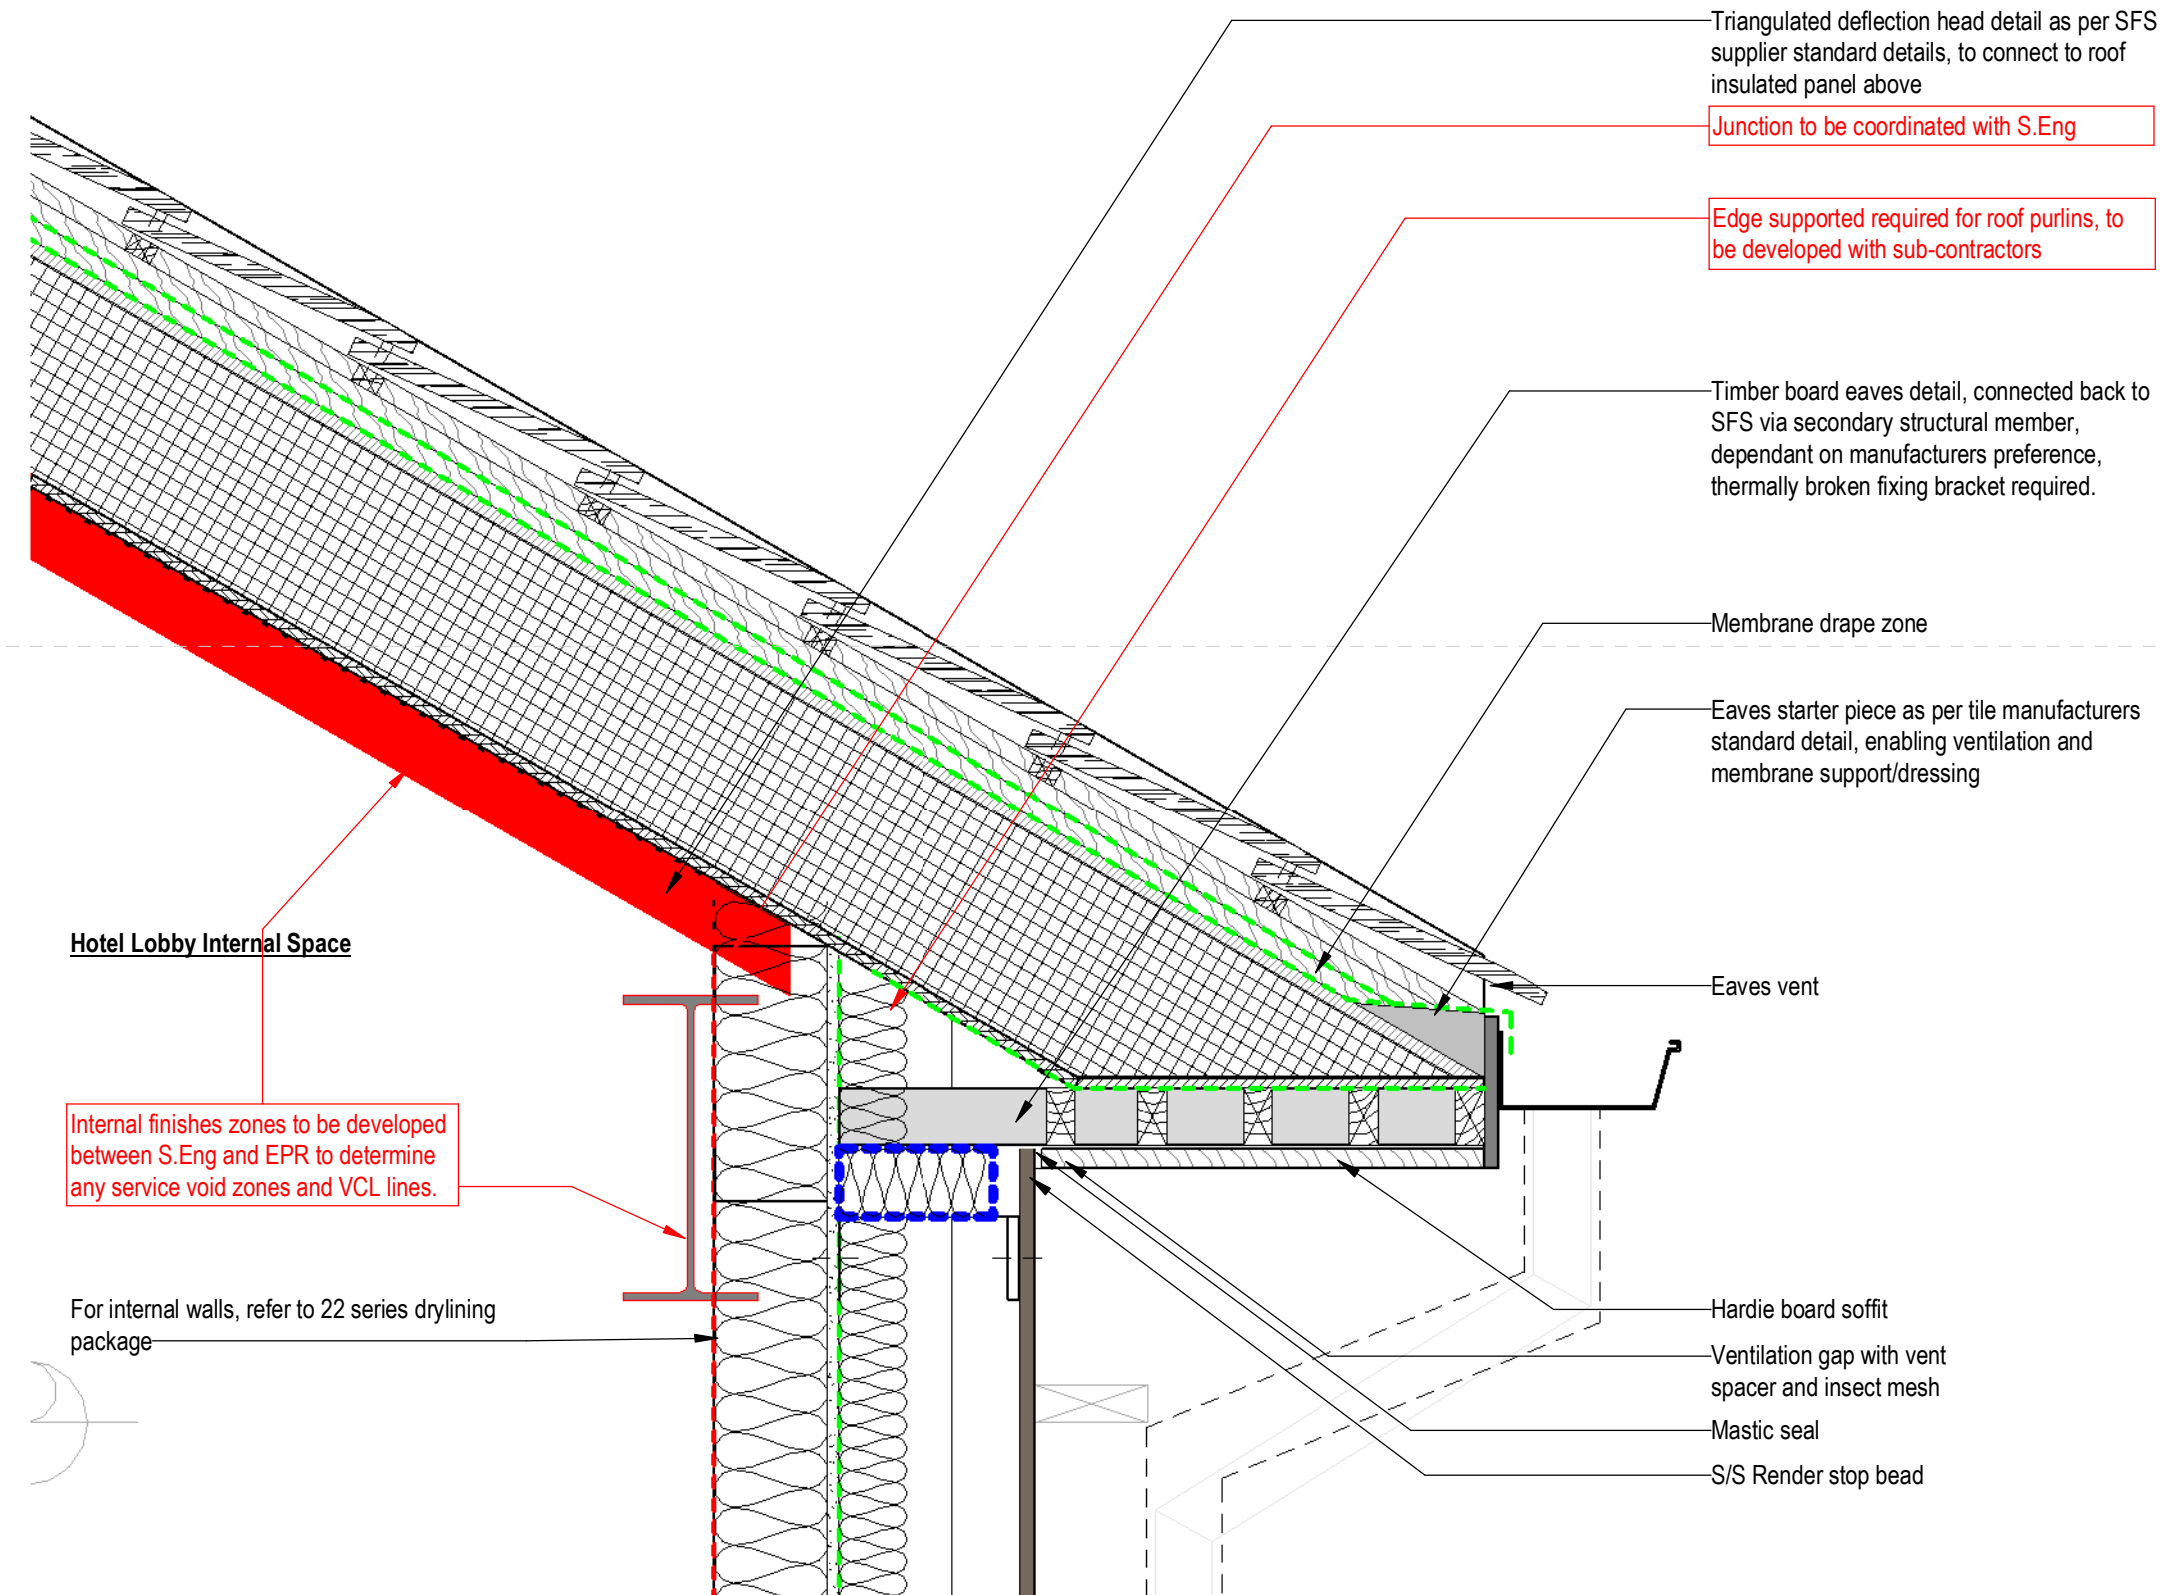 Triangulated deflection head detail as per SFS
supplier standard details, to connect to roof
insulated panel above
Junction to be coordinated with S.Eng
Edge supported required for roof purlins, to
be developed with sub-contractors
Timber board eaves detail, connected back to
SFS via secondary structural member,
dependant on manufacturers preference,
thermally broken fixing bracket required.
Membrane drape zone
Eaves starter piece as per tile manufacturers
standard detail, enabling ventilation and
membrane support/dressing
Hotel Lobby Internal Space
Eaves vent
Internal finishes zones to be developed
between S.Eng and EPR to determine
any service void zones and VCL lines.
For internal walls, refer to 22 series drylining
package
Hardie board soffit
Ventilation gap with vent
spacer and insect mesh
Mastic seal
S/S Render stop bead